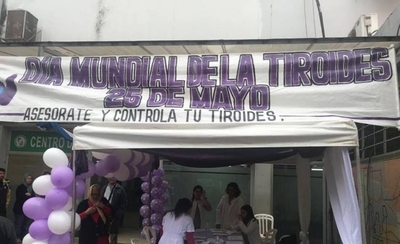 DIA MUNDIAL DE LA TIROIDES
25 DE MAYO
ASESORATE Y CONTROLA TU TIROIDES.
CENTRO